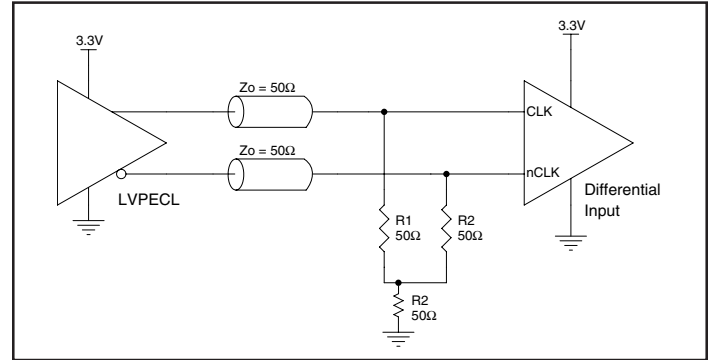 3.3V
3.3V
Zo = 50Ω
CLK
Zo = 50Ω
nCLK
LVPECL
Differential
Input
R1
50Ω
R2
50Ω
R2
50Ω